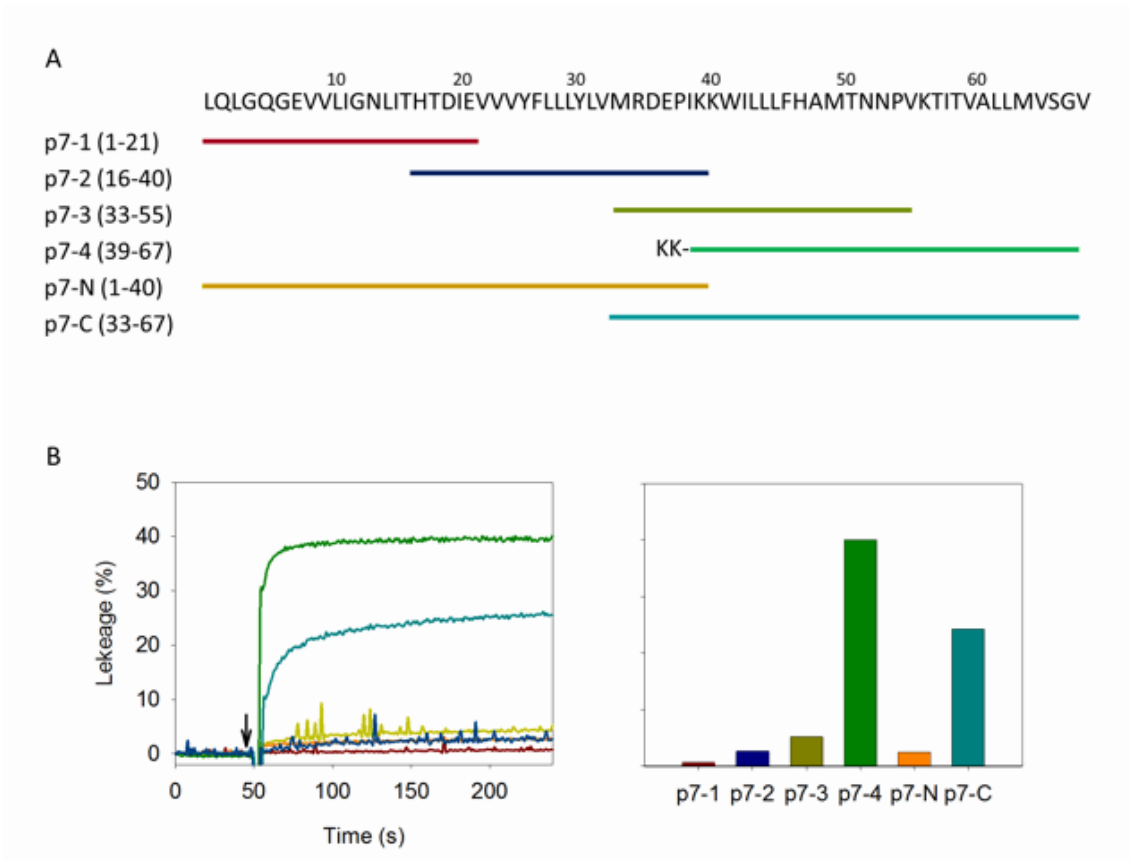 A
10 20 30 40 50 60
LQLGQGEVVLIGNLITHTDIEVVVYFLLLYLVMRDEPIKKWILLLFHAMTNNPVKTITVALLMVSGV
p7-1 (1-21)
p7-2 (16-40)
p7-3 (33-55)
p7-4 (39-67)
KK-
p7-N (1-40)
p7-C (33-67)
B
50
40
30
20
10
0
Lekeage (%)
0 50 100 150 200
Time (s)
p7-1 p7-2 p7-3 p7-4 p7-N p7-C